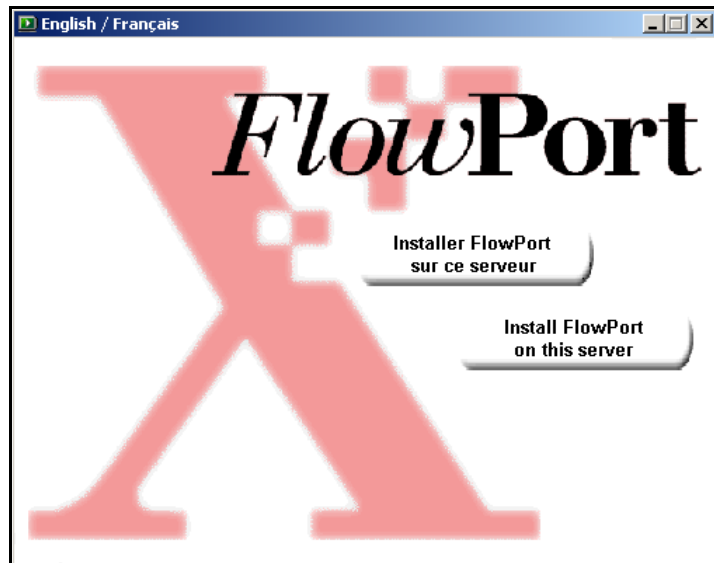 English / Français
FlowPort
Installer FlowPort
sur ce serveur
Install FlowPort
on this server